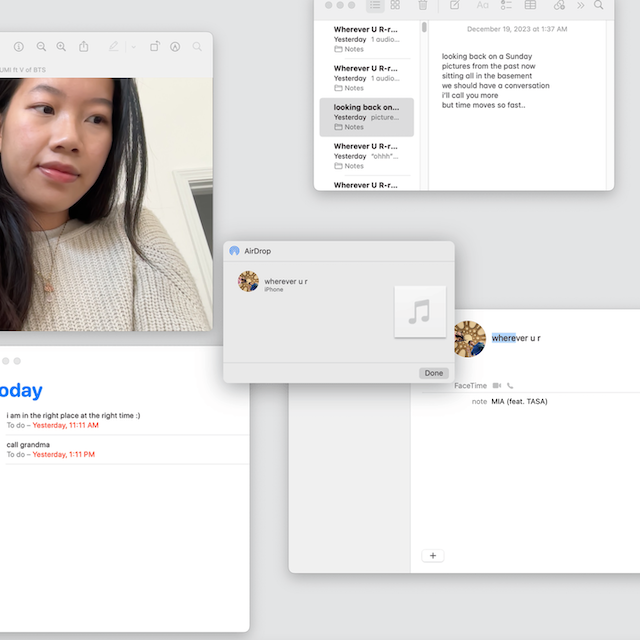 UMI ft V of BTS
Wherever U R-r...
Yesterday 1 audio...
Notes
Wherever U R-r...
Yesterday 1 audio...
Notes
looking back on...
Yesterday picture...
Notes
Wherever U R-r...
Yesterday "ohhh"...
Notes
Wherever U R-r...
Aa
December 19, 2023 at 1:37 AM
looking back on a Sunday
pictures from the past now
sitting all in the basement
we should have a conversation
i'll call you more
but time moves so fast..
AirDrop
wherever u r
iPhone
Done
wherever u r
FaceTime
note MIA (feat. TASA)
oday
i am in the right place at the right time :)
To do – Yesterday, 11:11 AM
call grandma
To do – Yesterday, 1:11 PM